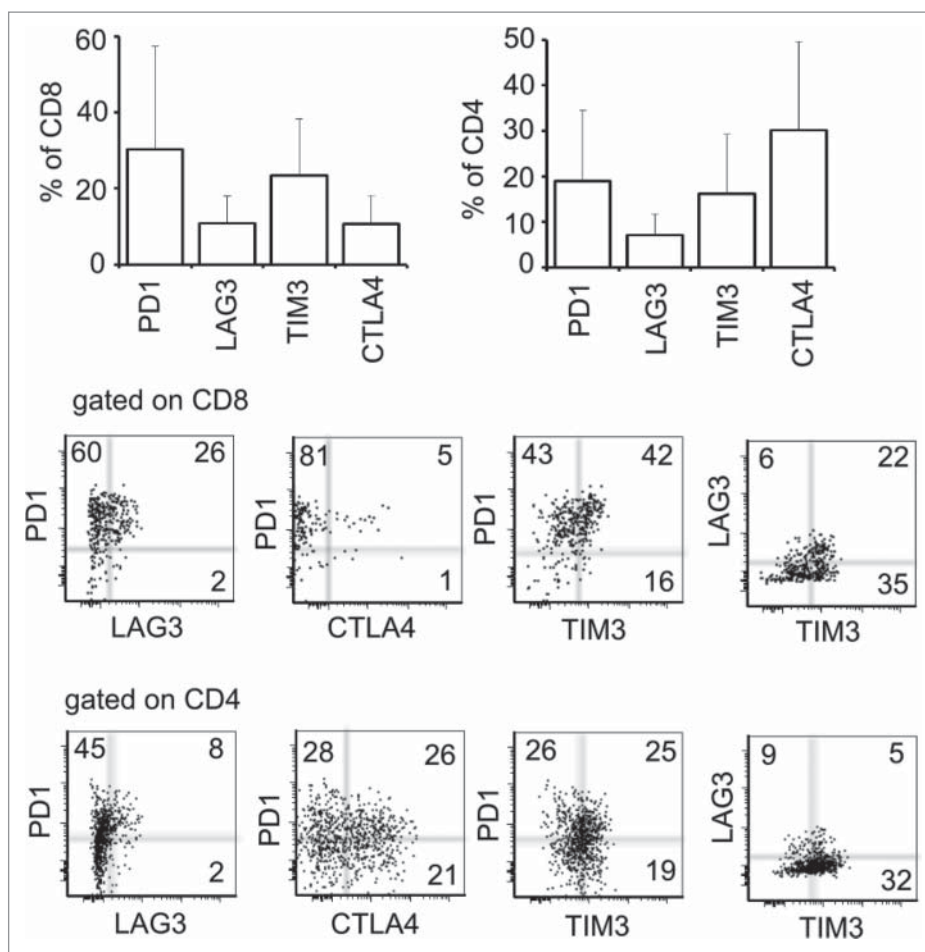 60
40
20
0
% of CD8
PD1
LAG3
TIM3
CTLA4
50
40
30
20
10
0
% of CD4
PD1
LAG3
TIM3
CTLA4
gated on CD8
60 26
2
PD1
LAG3
81 5
1
PD1
CTLA4
43 42
16
PD1
TIM3
6 22
35
LAG3
TIM3
gated on CD4
45 8
2
PD1
LAG3
28 26
21
PD1
CTLA4
26 25
19
PD1
TIM3
9 5
32
LAG3
TIM3